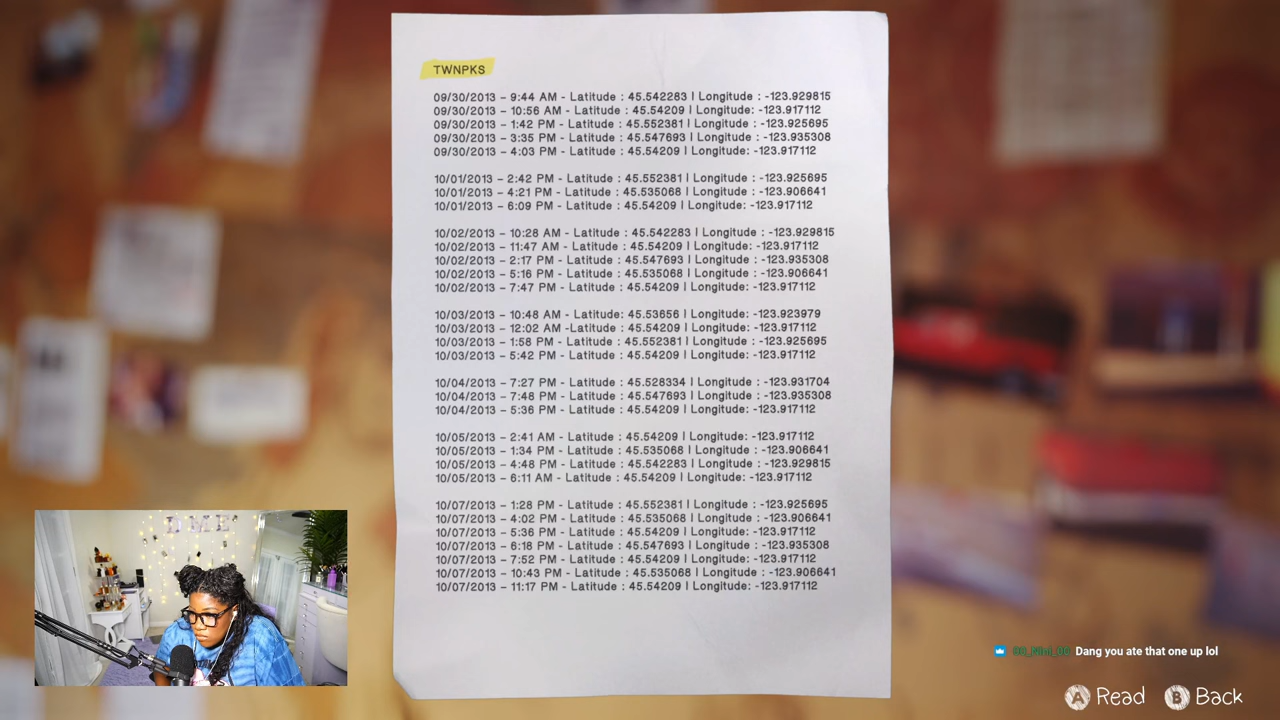 TWNPKS
09/30/2013 – 9:44 AM - Latitude : 45.542283 | Longitude : -123.929815
09/30/2013 – 10:56 AM - Latitude : 45.54209 | Longitude: -123.917112
09/30/2013 – 1:42 PM - Latitude : 45.552381 | Longitude : -123.925695
09/30/2013 – 3:35 PM - Latitude : 45.547693 | Longitude : -123.935308
09/30/2013 – 4:03 PM - Latitude : 45.54209 | Longitude: -123.917112
10/01/2013 – 2:42 PM - Latitude : 45.552381 | Longitude : -123.925695
10/01/2013 – 4:21 PM - Latitude : 45.535068 | Longitude : -123.906641
10/01/2013 – 6:09 PM - Latitude : 45.54209 | Longitude: -123.917112
10/02/2013 – 10:28 AM - Latitude : 45.542283 | Longitude : -123.929815
10/02/2013 – 11:47 AM - Latitude : 45.54209 | Longitude: -123.917112
10/02/2013 – 2:17 PM - Latitude : 45.547693 | Longitude : -123.935308
10/02/2013 – 5:16 PM - Latitude : 45.535068 | Longitude : -123.906641
10/02/2013 – 7:47 PM - Latitude : 45.54209 | Longitude: -123.917112
10/03/2013 – 10:48 AM - Latitude: 45.53656 | Longitude : -123.923979
10/03/2013 – 12:02 AM - Latitude : 45.54209 | Longitude: -123.917112
10/03/2013 – 1:58 PM - Latitude : 45.552381 | Longitude : -123.925695
10/03/2013 – 5:42 PM - Latitude : 45.54209 | Longitude: -123.917112
10/04/2013 – 7:27 PM - Latitude : 45.528334 | Longitude : -123.931704
10/04/2013 – 7:48 PM - Latitude : 45.547693 | Longitude : -123.935308
10/04/2013 – 5:36 PM - Latitude : 45.54209 | Longitude: -123.917112
10/05/2013 – 2:41 AM - Latitude : 45.54209 | Longitude: -123.917112
10/05/2013 – 1:34 PM - Latitude : 45.535068 | Longitude : -123.906641
10/05/2013 – 4:48 PM - Latitude : 45.542283 | Longitude : -123.929815
10/05/2013 – 6:11 AM - Latitude : 45.54209 | Longitude: -123.917112
10/07/2013 – 1:28 PM - Latitude : 45.552381 | Longitude : -123.925695
10/07/2013 – 4:02 PM - Latitude : 45.535068 | Longitude : -123.906641
10/07/2013 – 5:36 PM - Latitude : 45.54209 | Longitude: -123.917112
10/07/2013 – 6:16 PM - Latitude : 45.547693 | Longitude : -123.935308
10/07/2013 – 7:52 PM - Latitude : 45.54209 | Longitude: -123.917112
10/07/2013 – 10:43 PM - Latitude : 45.535068 | Longitude : -123.906641
10/07/2013 – 11:17 PM - Latitude : 45.54209 | Longitude: -123.917112
DME
Dang you ate that one up lol
A Read B Back